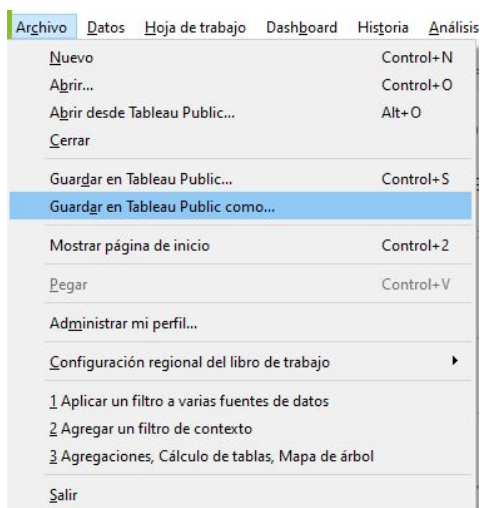 Archivo Datos Hoja de trabajo Dashboard Historia Análisis
Nuevo Control+N
Abrir... Control+O
Abrir desde Tableau Public... Alt+O
Cerrar
Guardar en Tableau Public... Control+S
Guardar en Tableau Public como...
Mostrar página de inicio Control+2
Pegar Control+V
Administrar mi perfil...
Configuración regional del libro de trabajo
1 Aplicar un filtro a varias fuentes de datos
2 Agregar un filtro de contexto
3 Agregaciones, Cálculo de tablas, Mapa de árbol
Salir